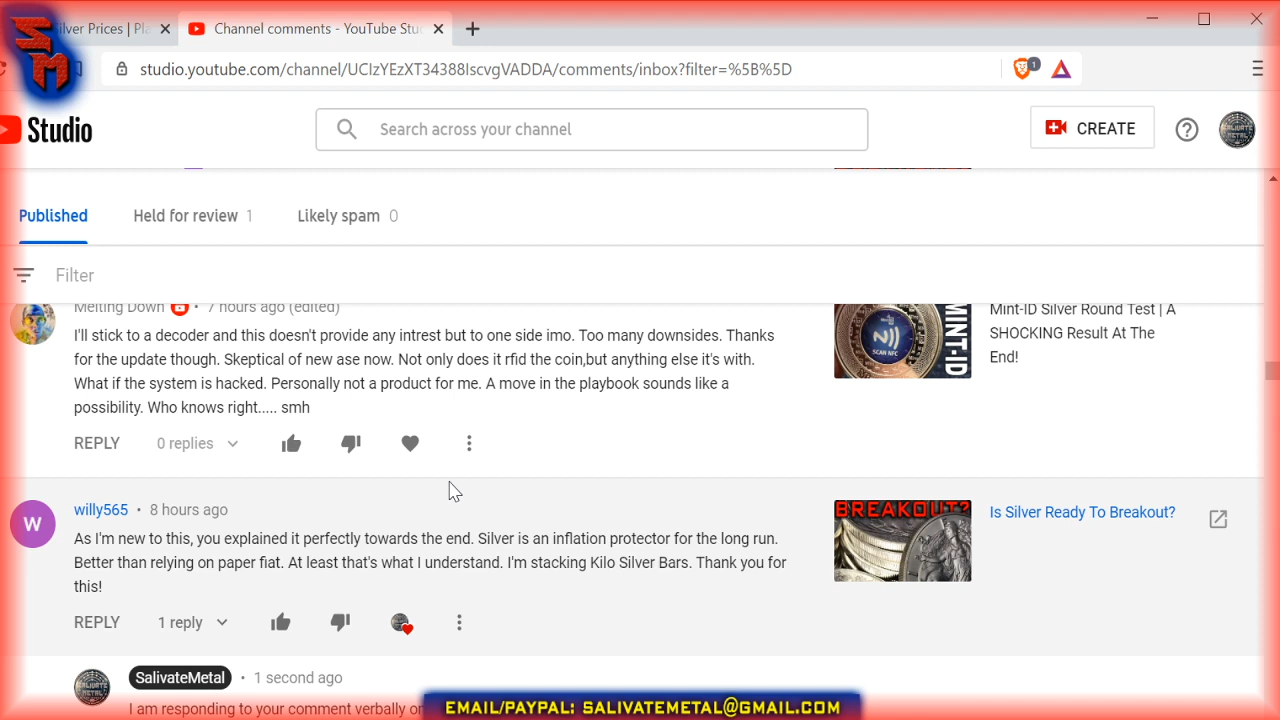 SM
Silver Prices | Pla
Channel comments - YouTube Stu
studio.youtube.com/channel/UCIzYEzXT34388lscvgVADDA/comments/inbox?filter=%5B%5D
1
Studio
Search across your channel
CREATE
Published
Held for review 1
Likely spam 0
Filter
Melting Down • 7 hours ago (edited)
I'll stick to a decoder and this doesn't provide any intrest but to one side imo. Too many downsides. Thanks
for the update though. Skeptical of new ase now. Not only does it rfid the coin,but anything else it's with.
What if the system is hacked. Personally not a product for me. A move in the playbook sounds like a
possibility. Who knows right..... smh
REPLY 0 replies
MINT-ID
SCAN NFC
Mint-ID Silver Round Test | A
SHOCKING Result At The
End!
W
willy565 • 8 hours ago
As I'm new to this, you explained it perfectly towards the end. Silver is an inflation protector for the long run.
Better than relying on paper fiat. At least that's what I understand. I'm stacking Kilo Silver Bars. Thank you for
this!
REPLY 1 reply
BREAKOUT?
Is Silver Ready To Breakout?
SalivateMetal • 1 second ago
I am responding to your comment verbally
EMAIL/PAYPAL: SALIVATEMETAL@GMAIL.COM